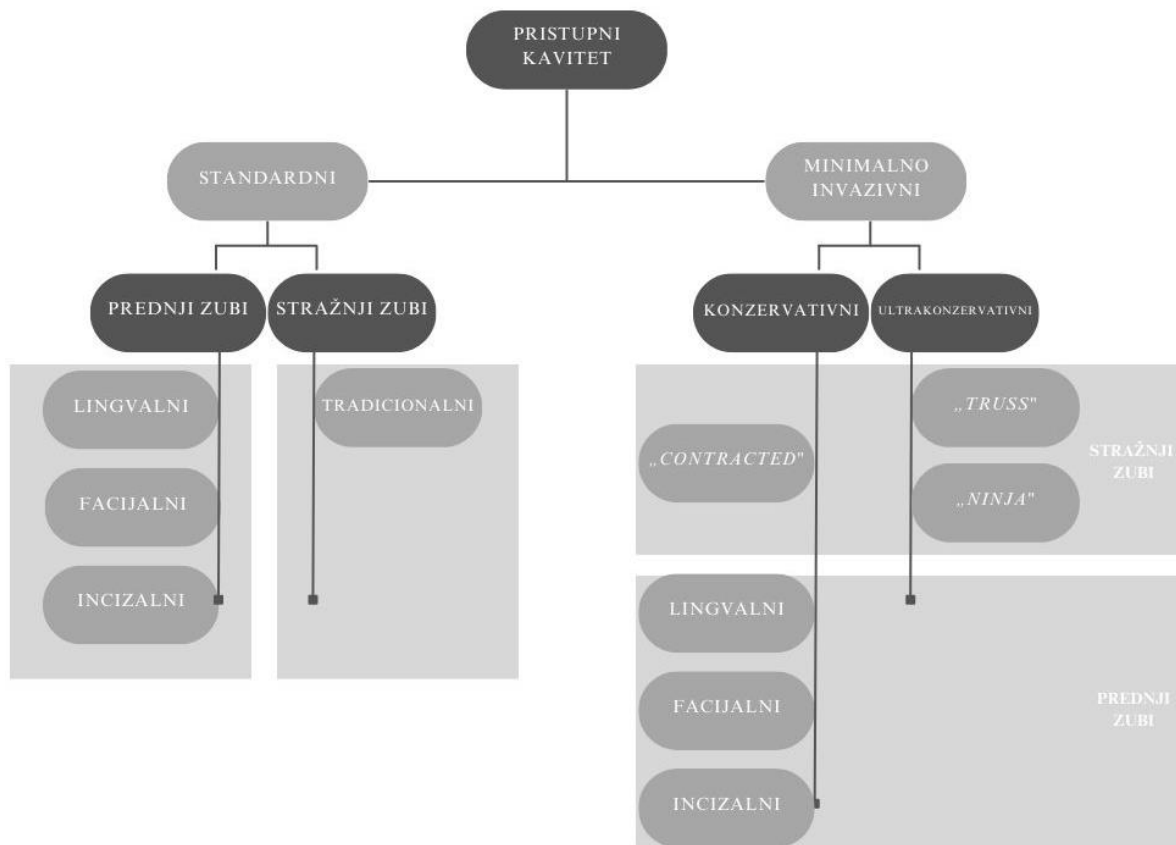 PRISTUPNI
KAVITET
STANDARDNI
MINIMALNO
INVAZIVNI
PREDNJI ZUBI
STRAŽNJI ZUBI
KONZERVATIVNI
ULTRAKONZERVATIVNI
LINGVALNI
FACIJALNI
INCIZALNI
TRADICIONALNI
„CONTRACTED"
„TRUSS"
„NINJA"
STRAŽNJI
ZUBI
LINGVALNI
FACIJALNI
INCIZALNI
PREDNJI
ZUBI